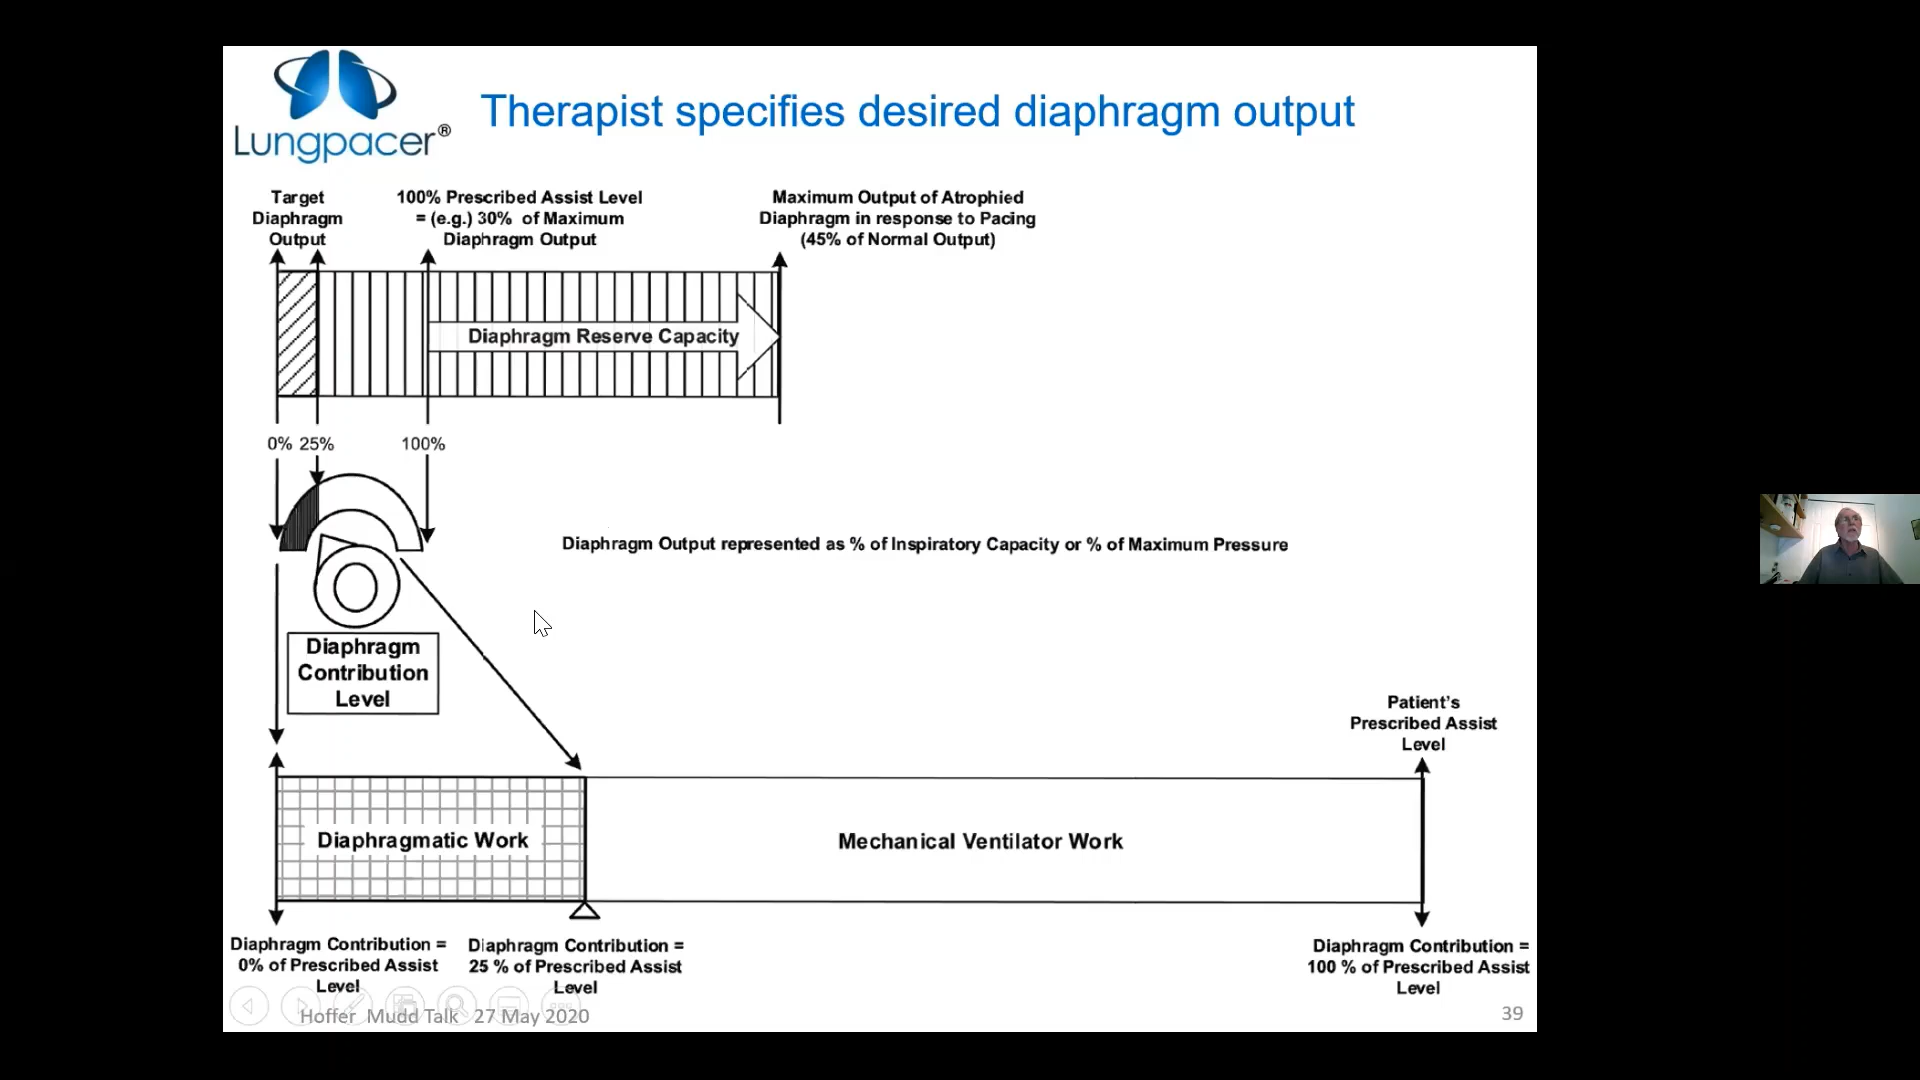 Lungpacer®
Therapist specifies desired diaphragm output
Target
Diaphragm
Output
100% Prescribed Assist Level
= (e.g.) 30% of Maximum
Diaphragm Output
Maximum Output of Atrophied
Diaphragm in response to Pacing
(45% of Normal Output)
Diaphragm Reserve Capacity
0% 25% 100%
Diaphragm Output represented as % of Inspiratory Capacity or % of Maximum Pressure
Diaphragm
Contribution
Level
Patient's
Prescribed Assist
Level
Diaphragmatic Work
Mechanical Ventilator Work
Diaphragm Contribution =
0% of Prescribed Assist
Level
Diaphragm Contribution =
25 % of Prescribed Assist
Level
Diaphragm Contribution =
100 % of Prescribed Assist
Level
Hoffer Mudd Talk 27 May 2020
39